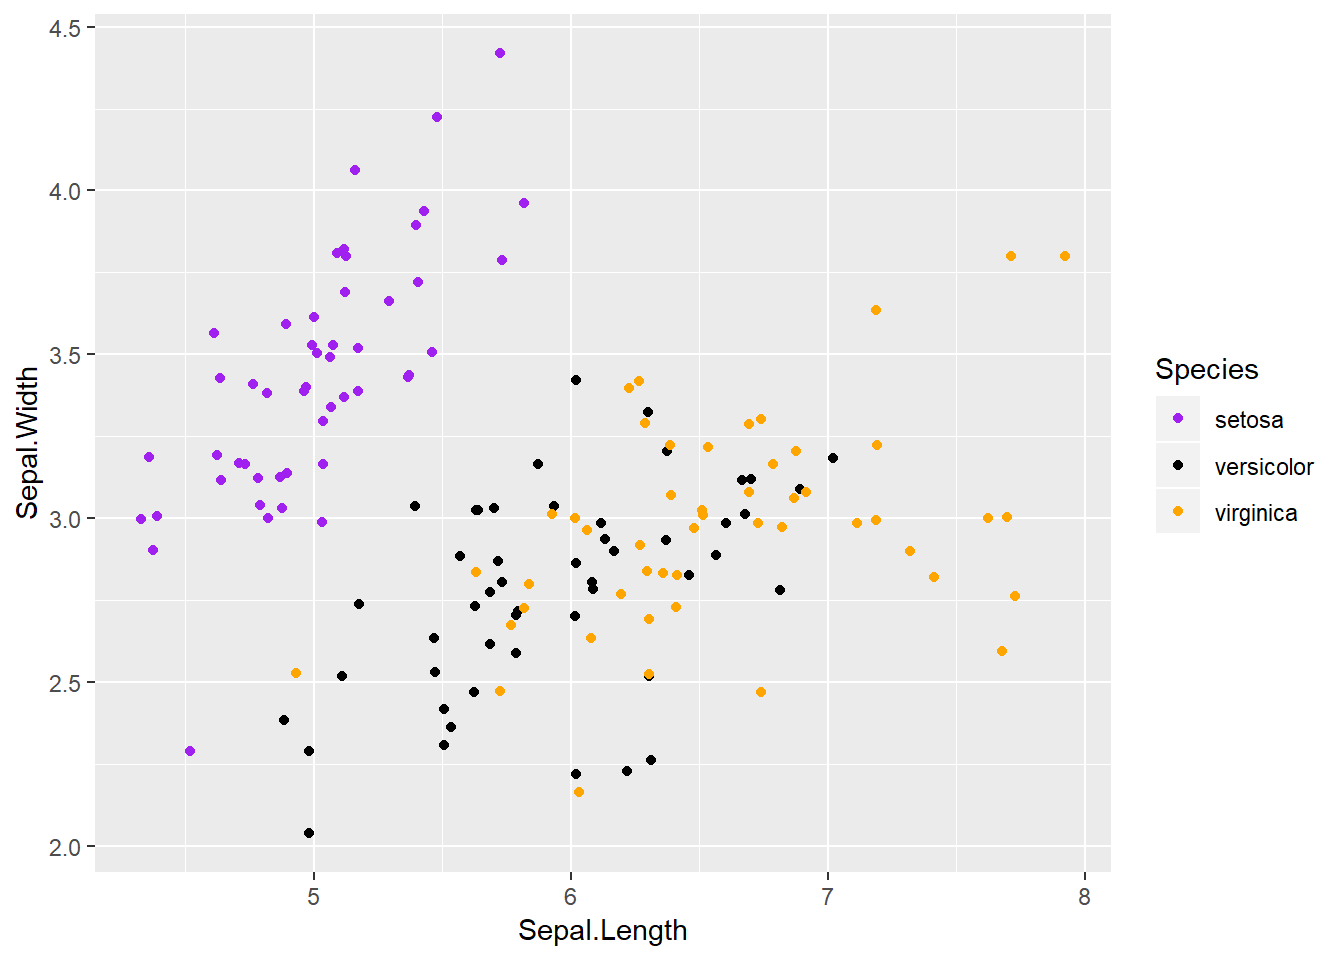 4.5
4.0
3.5
3.0
2.5
2.0
Sepal.Width
5 6 7 8
Sepal.Length
Species
setosa
versicolor
virginica